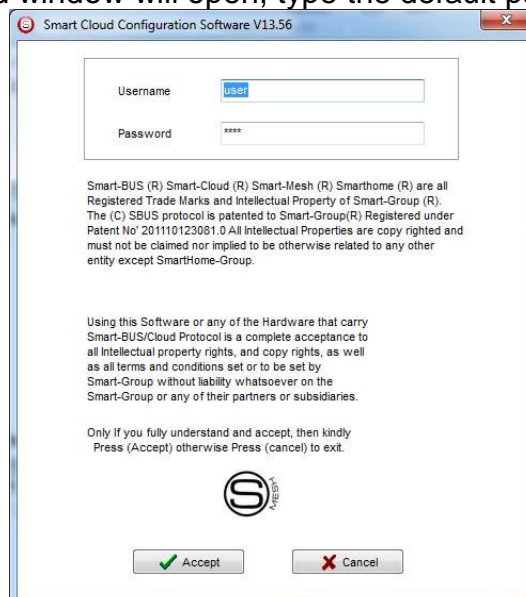 window will open, type the default p
Smart Cloud Configuration Software V13.56
Username
user
Password
****
Smart-BUS (R) Smart-Cloud (R) Smart-Mesh (R) Smarthome (R) are all
Registered Trade Marks and Intellectual Property of Smart-Group (R).
The (C) SBUS protocol is patented to Smart-Group(R) Registered under
Patent No' 201110123081.0 All Intellectual Properties are copy righted and
must not be claimed nor implied to be otherwise related to any other
entity except SmartHome-Group.
Using this Software or any of the Hardware that carry
Smart-BUS/Cloud Protocol is a complete acceptance to
all Intellectual property rights, and copy rights, as well
as all terms and conditions set or to be set by
Smart-Group without liability whatsoever on the
Smart-Group or any of their partners or subsidiaries.
Only If you fully understand and accept, then kindly
Press (Accept) otherwise Press (cancel) to exit.
S MESH
Accept
Cancel